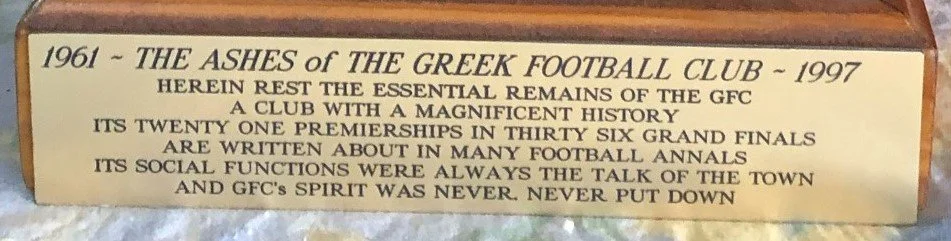 1961 ~ THE ASHES of THE GREEK FOOTBALL CLUB ~ 1997
HEREIN REST THE ESSENTIAL REMAINS OF THE GFC
A CLUB WITH A MAGNIFICENT HISTORY
ITS TWENTY ONE PREMIERSHIPS IN THIRTY SIX GRAND FINALS
ARE WRITTEN ABOUT IN MANY FOOTBALL ANNALS
ITS SOCIAL FUNCTIONS WERE ALWAYS THE TALK OF THE TOWN
AND GFC's SPIRIT WAS NEVER, NEVER PUT DOWN